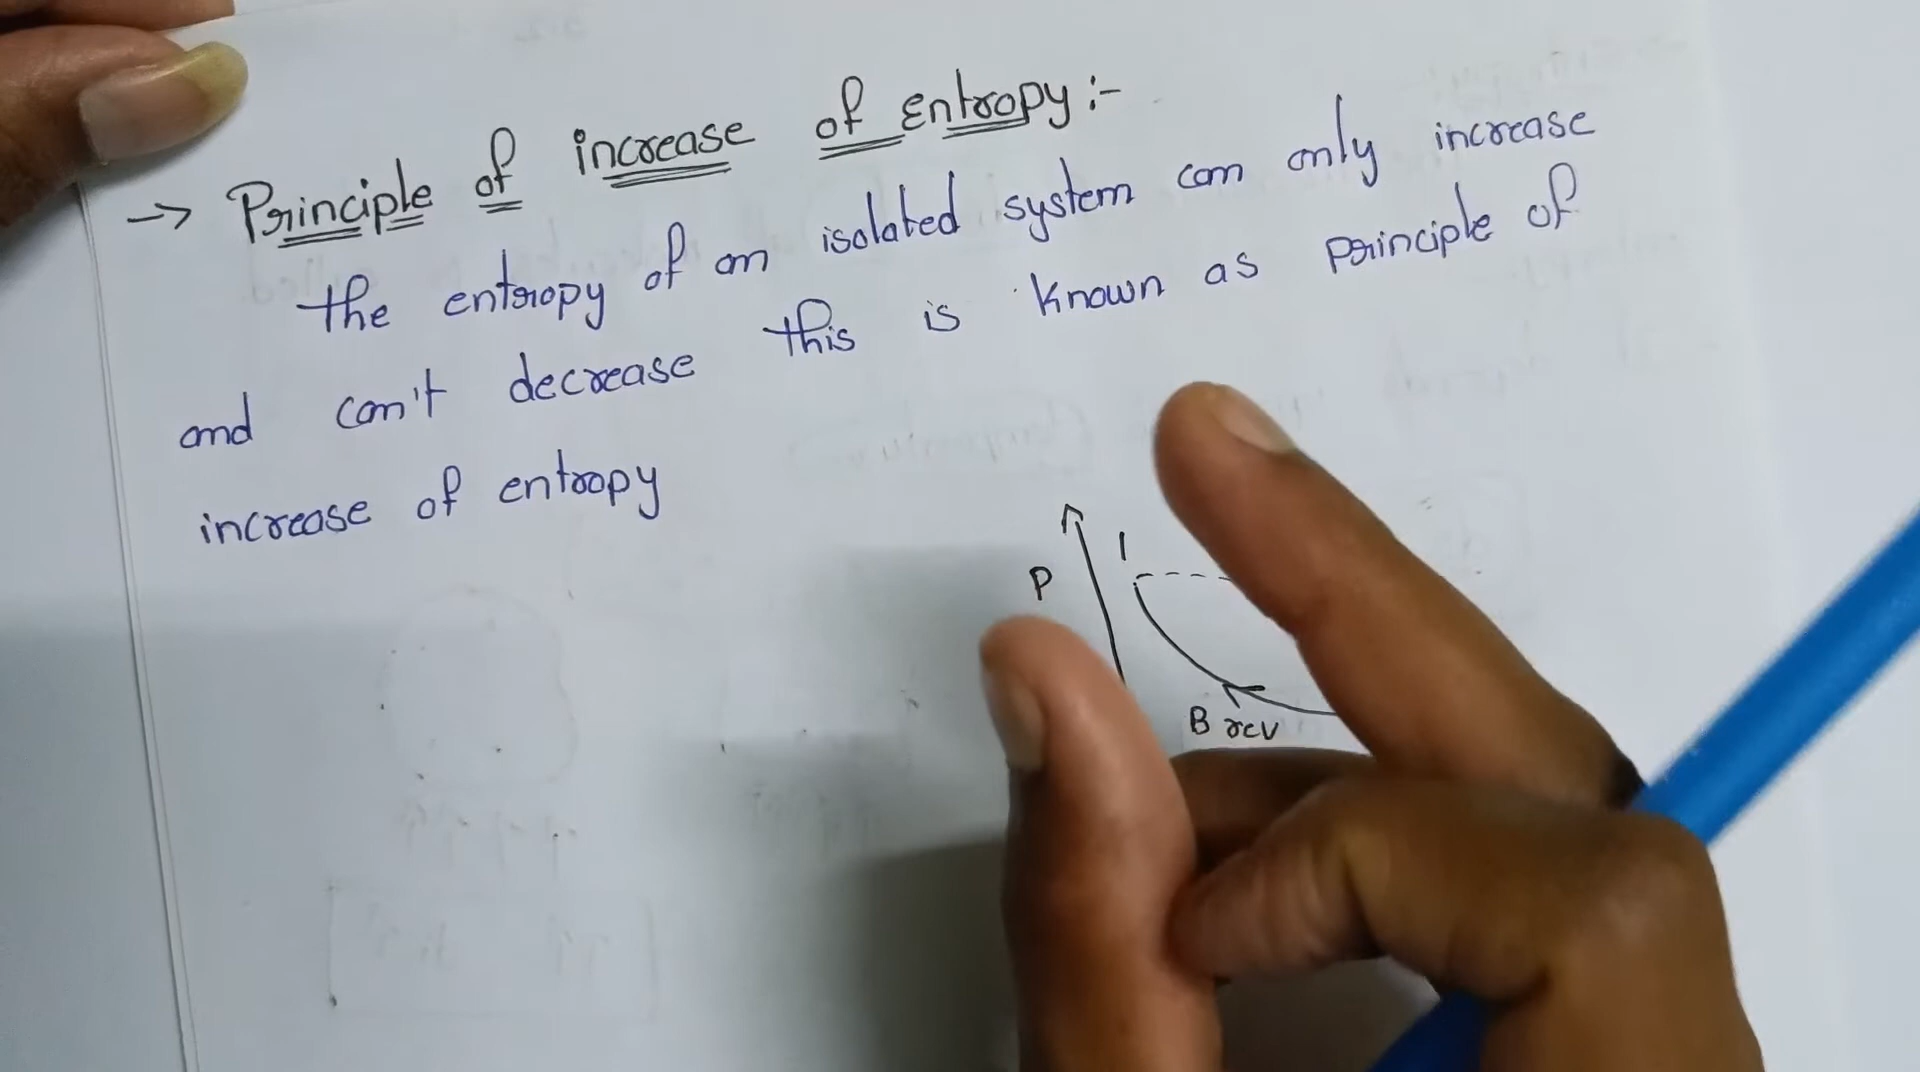 -> Principle of increase of Entropy :-
the entropy of an isolated system can only increase
and can't decrease this is known as principle of
increase of entropy
1
P
B rev